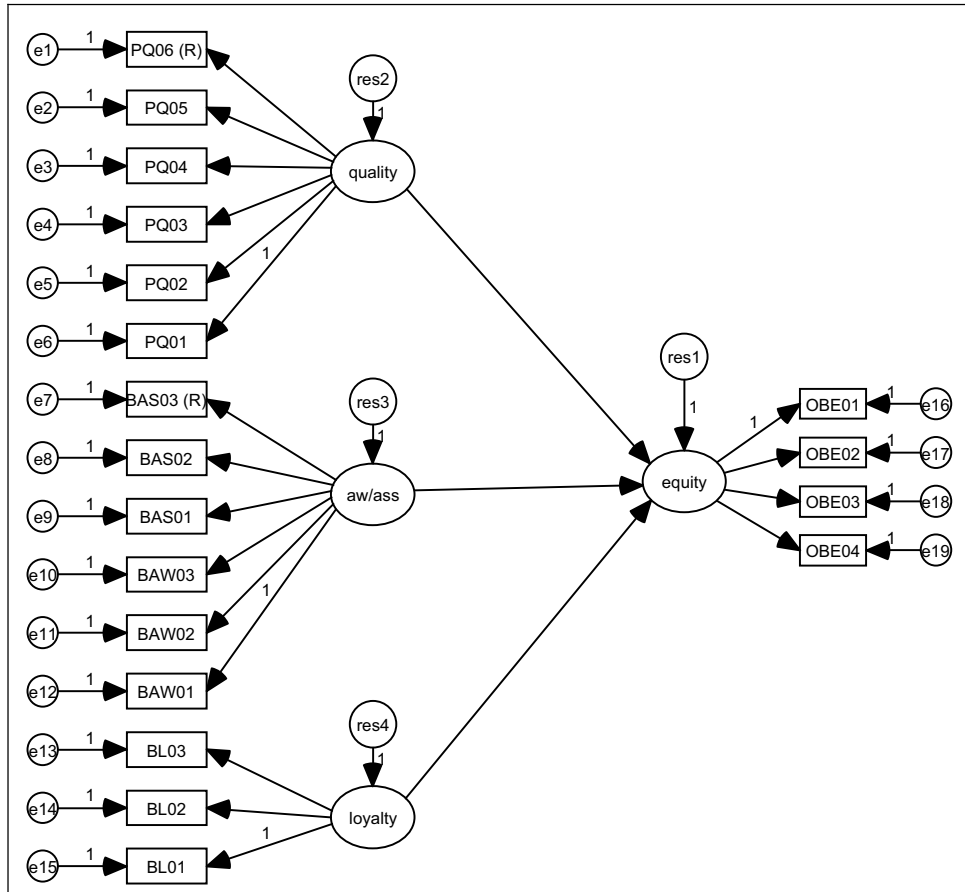 e1 1 PQ06 (R)
res2
1
e2 1 PQ05
e3 1 PQ04
quality
e4 1 PQ03
e5 1 PQ02
1
e6 1 PQ01
res1
1
e7 1 BAS03 (R)
res3
1
e8 1 BAS02
e9 1 BAS01
aw/ass
e10 1 BAW03
e11 1 BAW02
1
e12 1 BAW01
equity
1
OBE01 1 e16
OBE02 1 e17
OBE03 1 e18
OBE04 1 e19
e13 1 BL03
res4
1
e14 1 BL02
loyalty
1
e15 1 BL01